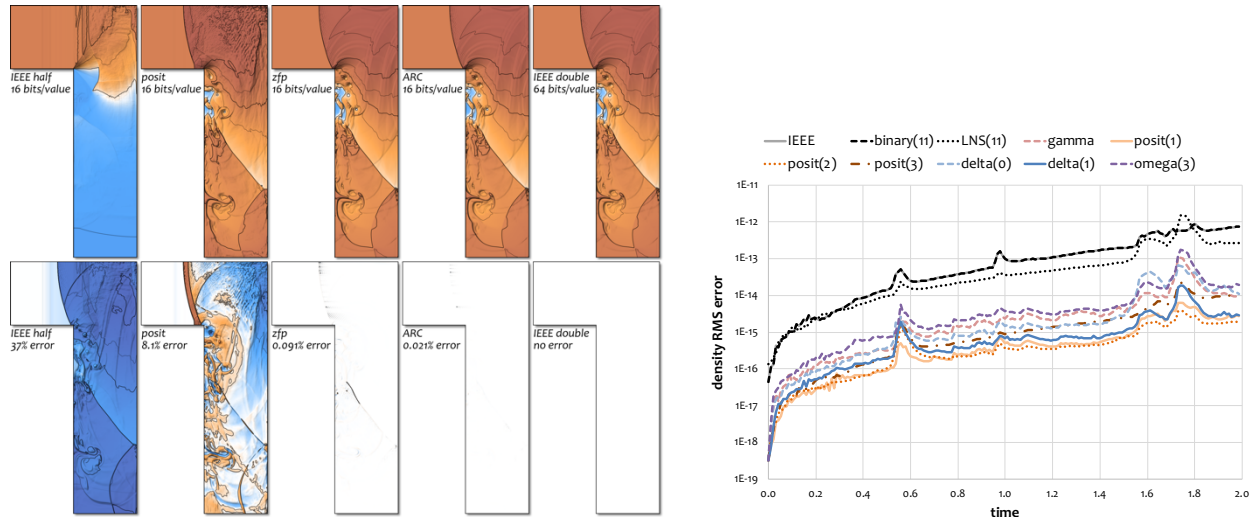 IEEE half
16 bits/value
posit
16 bits/value
zfp
16 bits/value
ARC
16 bits/value
IEEE double
64 bits/value
IEEE half
37% error
posit
8.1% error
zfp
0.091% error
ARC
0.021% error
IEEE double
no error
IEEE binary(11) LNS(11) gamma posit(1)
posit(2) posit(3) delta(0) delta(1) omega(3)
1E-11
1E-12
1E-13
1E-14
1E-15
1E-16
1E-17
1E-18
1E-19
density RMS error
0.0 0.2 0.4 0.6 0.8 1.0 1.2 1.4 1.6 1.8 2.0
time